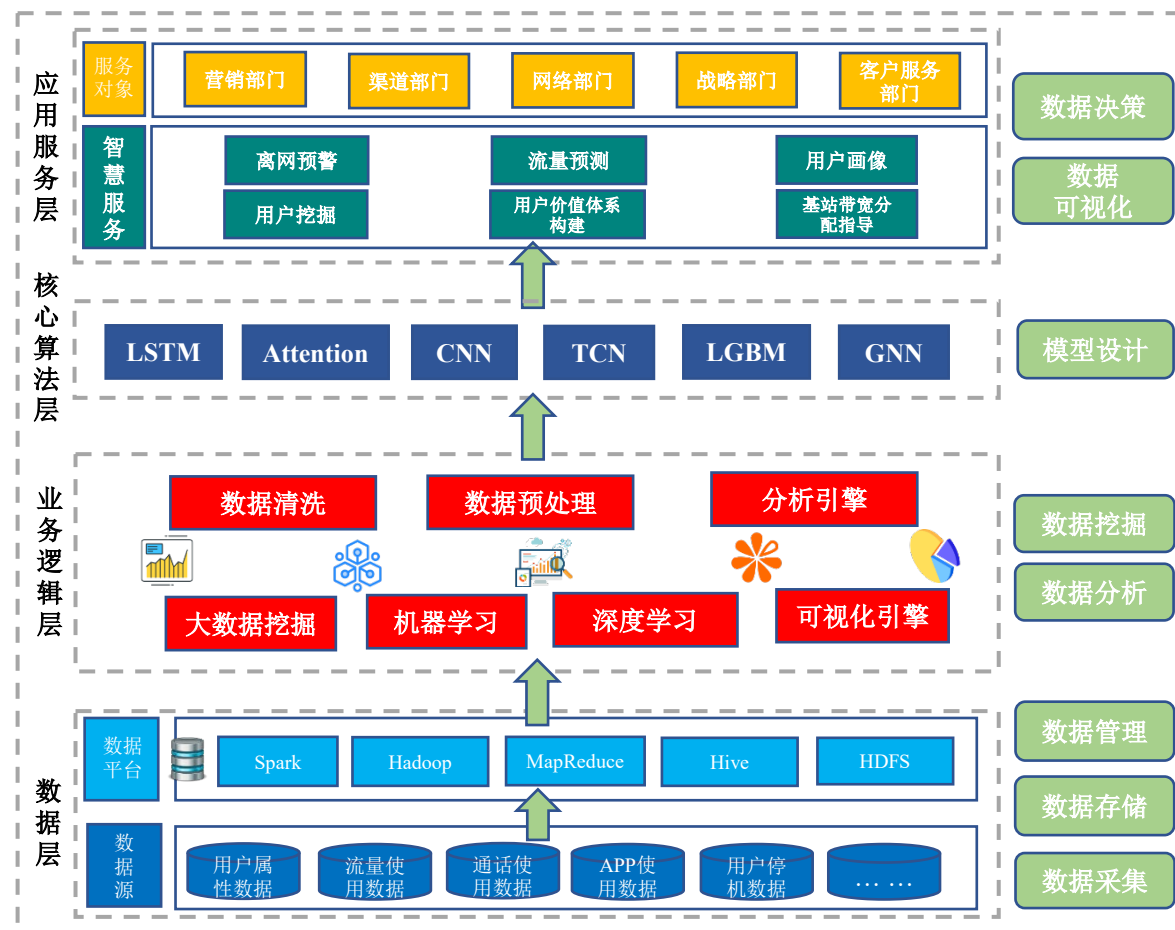 应用服务层
服务
对象
营销部门
渠道部门
网络部门
战略部门
客户服务
部门
数据决策
智慧服务
离网预警
流量预测
用户画像
用户挖掘
用户价值体系
构建
基站带宽分
配指导
数据
可视化
核心算法层
LSTM
Attention
CNN
TCN
LGBM
GNN
模型设计
业务逻辑层
数据清洗
数据预处理
分析引擎
大数据挖掘
机器学习
深度学习
可视化引擎
数据挖掘
数据分析
数据层
数据
平台
Spark
Hadoop
MapReduce
Hive
HDFS
数据管理
数据存储
数据源
用户属
性数据
流量使
用数据
通话使
用数据
APP使
用数据
用户停
机数据
… …
数据采集